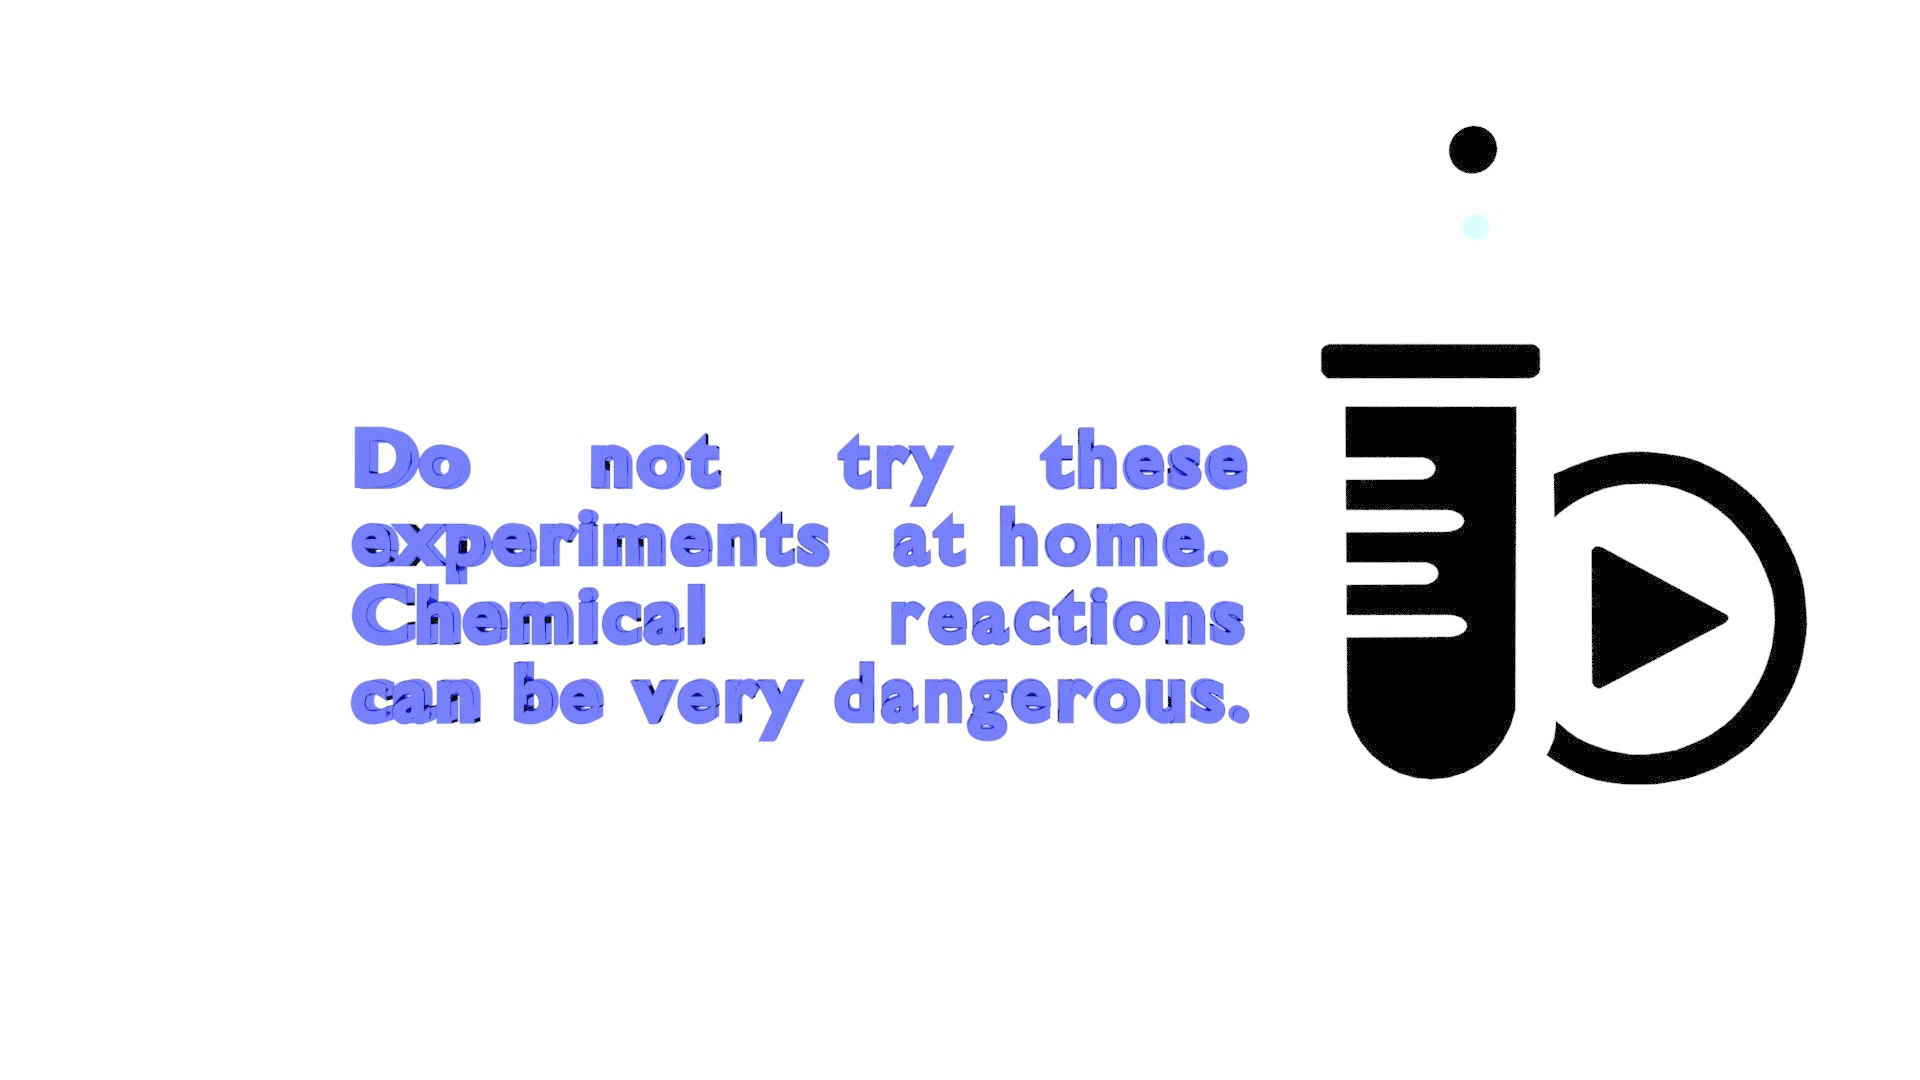 Do not try these
experiments at home.
Chemical reactions
can be very dangerous.